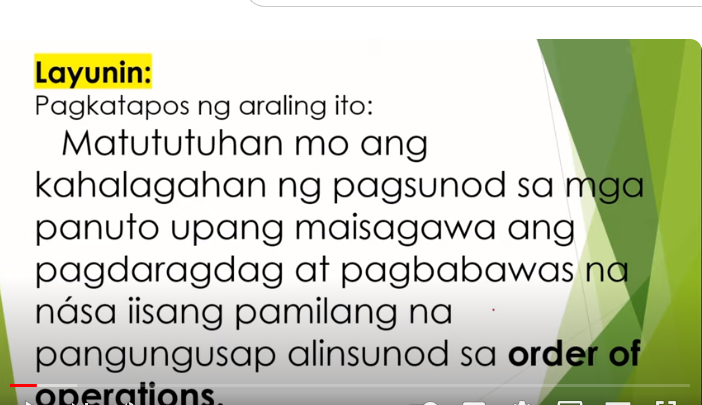 Layunin:
Pagkatapos ng araling ito:
Matututuhan mo ang
kahalagahan ng pagsunod sa mga
panuto upang maisagawa ang
pagdaragdag at pagbabawas na
násа iisang pamilang na
pangungusap alinsunod sa order of
operations.